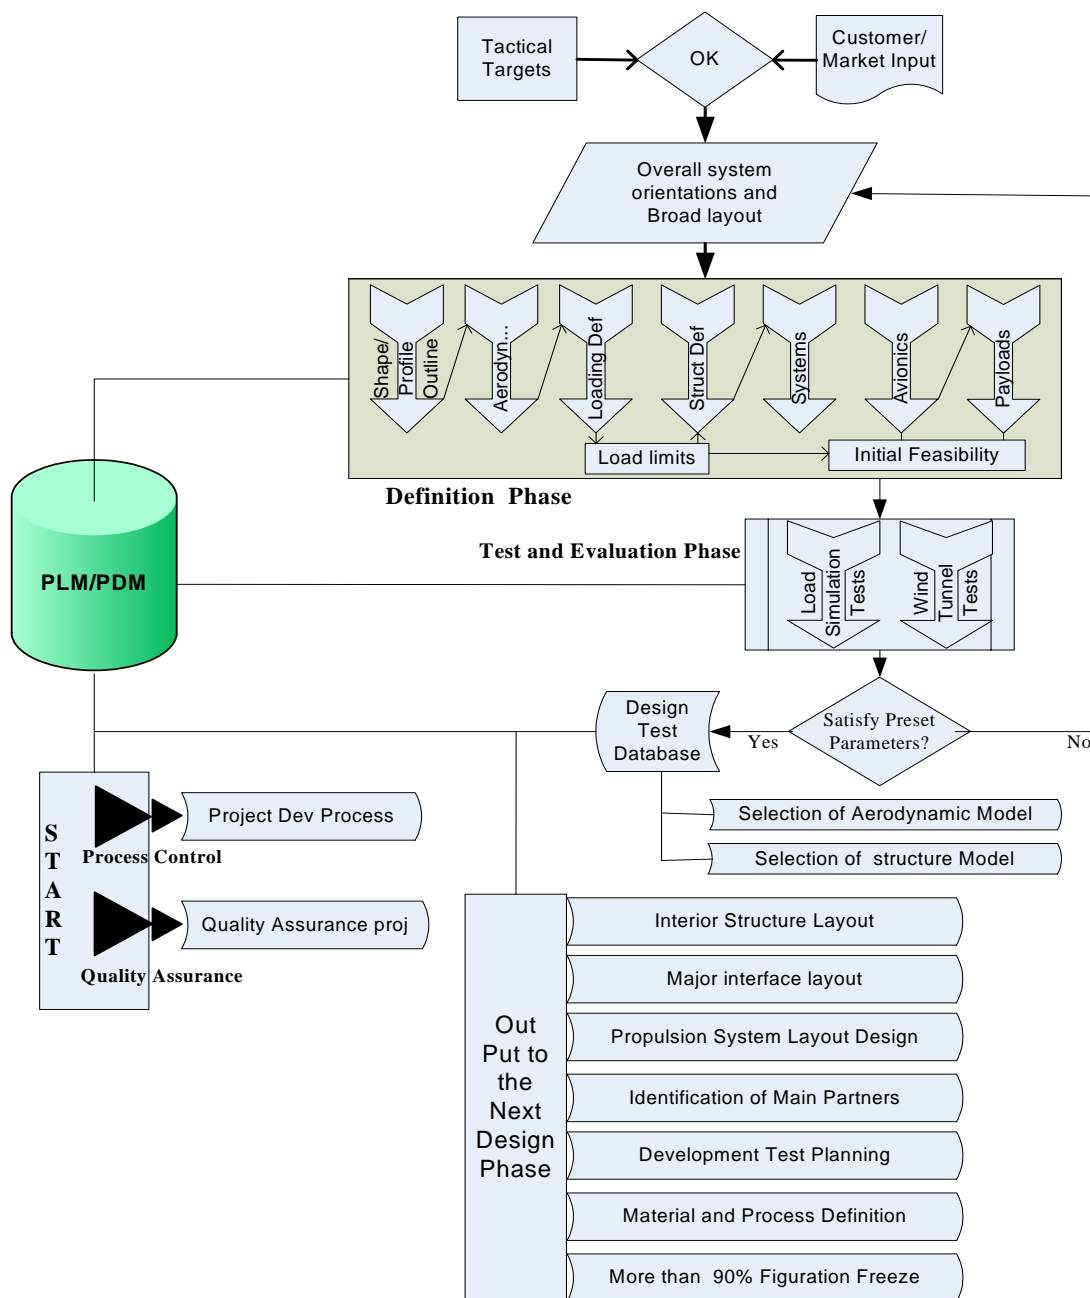 Tactical
Targets
OK
Customer/
Market Input
Overall system
orientations and
Broad layout
Shape/
Profile
Outline
Aerodyn...
Loading Def
Struct Def
Systems
Avionics
Payloads
Load limits
Initial Feasibility
Definition Phase
Test and Evaluation Phase
Load
Simulation
Tests
Wind
Tunnel
Tests
PLM/PDM
Satisfy Preset
Parameters?
Yes
No
Design
Test
Database
Selection of Aerodynamic Model
Selection of structure Model
START
Project Dev Process
Process Control
Quality Assurance proj
Quality Assurance
Out
Put to
the
Next
Design
Phase
Interior Structure Layout
Major interface layout
Propulsion System Layout Design
Identification of Main Partners
Development Test Planning
Material and Process Definition
More than 90% Figuration Freeze